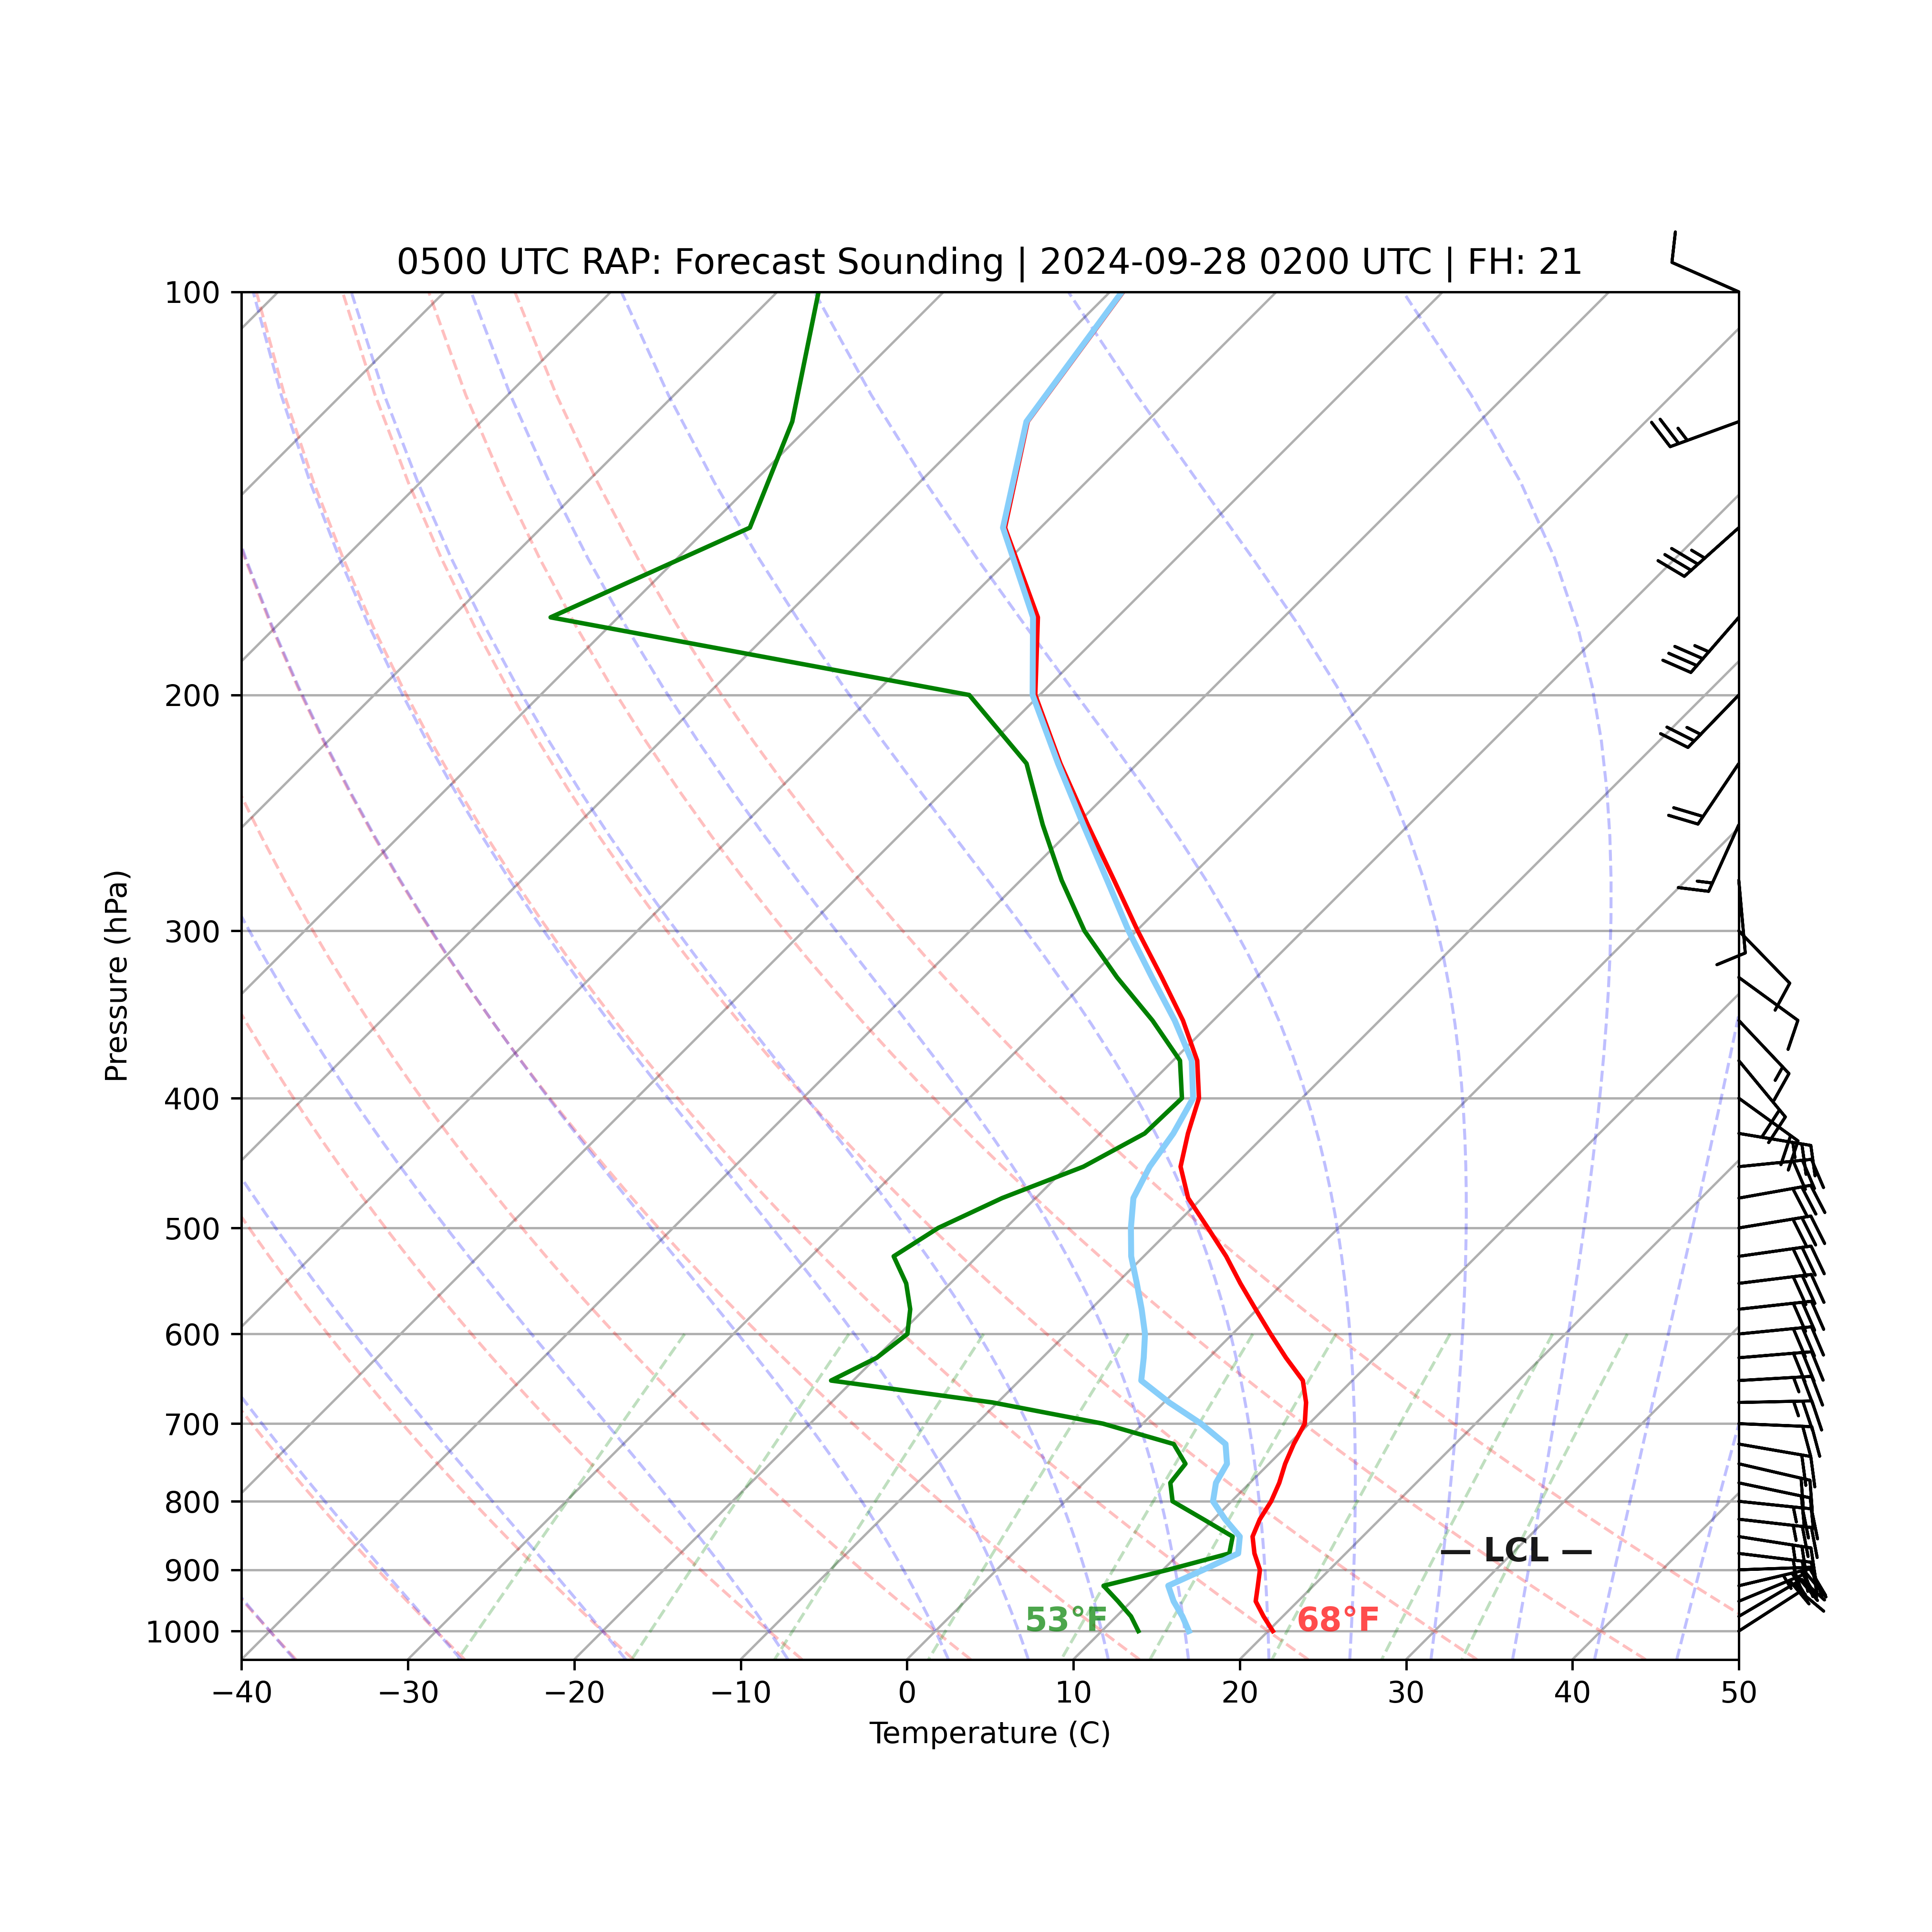 0500 UTC RAP: Forecast Sounding | 2024-09-28 0200 UTC | FH: 21
100
200
300
400
500
600
700
800
900
1000
Pressure (hPa)
— LCL —
53°F
68°F
−40 −30 −20 −10 0 10 20 30 40 50
Temperature (C)